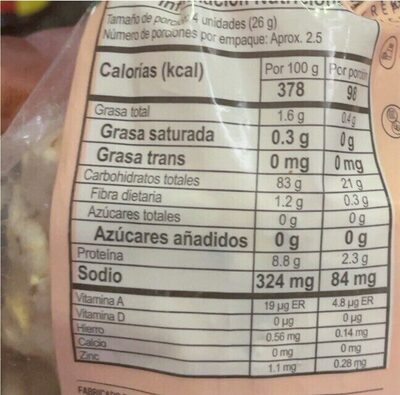 Información Nutricional
Tamaño de porción: 4 unidades (26 g)
Número de porciones por empaque: Aprox. 2.5
Calorías (kcal) Por 100 g Por porción
378 98
Grasa total 1.6 g 0.4 g
Grasa saturada 0.3 g 0 g
Grasa trans 0 mg 0 mg
Carbohidratos totales 83 g 21 g
Fibra dietaria 1.2 g 0.3 g
Azúcares totales 0 g 0 g
Azúcares añadidos 0 g 0 g
Proteína 8.8 g 2.3 g
Sodio 324 mg 84 mg
Vitamina A 19 µg ER 4.8 µg ER
Vitamina D 0 µg 0 µg
Hierro 0.56 mg 0.14 mg
Calcio 0 mg 0 mg
Zinc 1.1 mg 0.28 mg